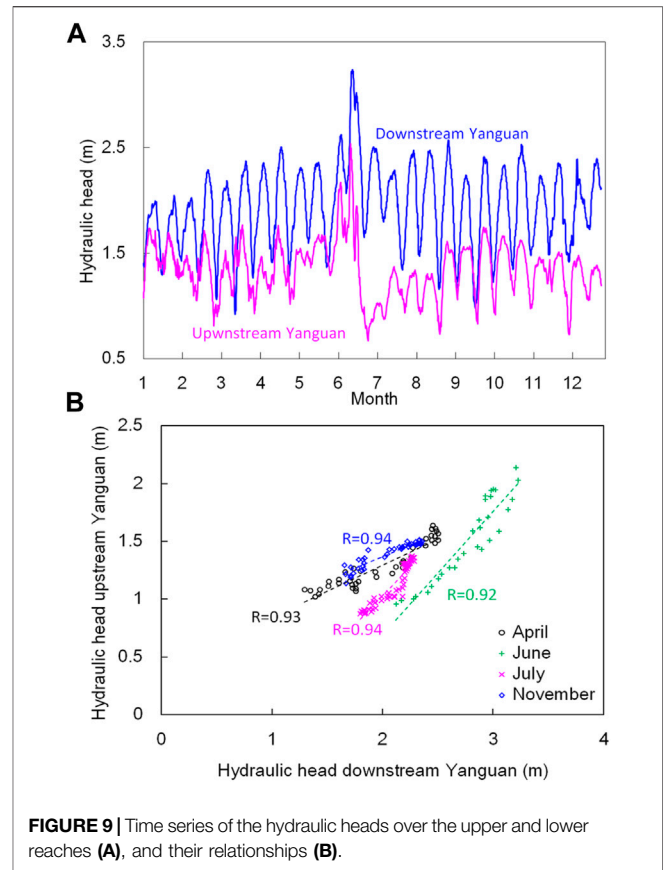 A
3.5
2.5
1.5
0.5
Hydraulic head (m)
Downstream Yanguan
Upwnstream Yanguan
1 2 3 4 5 6 7 8 9 10 11 12
Month
B
2.5
2
1.5
1
0.5
0
Hydraulic head upstream Yanguan (m)
R=0.94
R=0.93
R=0.94
R=0.92
April
June
July
November
0 1 2 3 4
Hydraulic head downstream Yanguan (m)
FIGURE 9 | Time series of the hydraulic heads over the upper and lower
reaches (A), and their relationships (B).